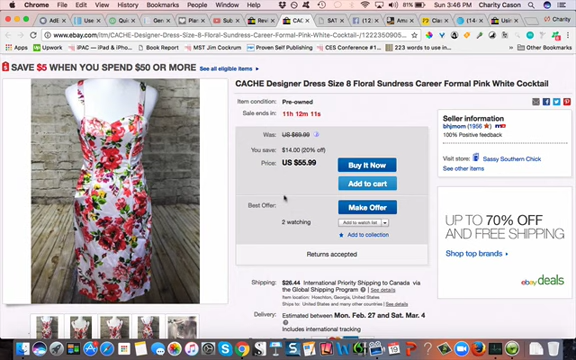 Chrome File Edit View History Bookmarks People Window Help
Sun 3:46 PM Charity Cason
www.ebay.com/itm/CACHE-Designer-Dress-Size-8-Floral-Sundress-Career-Formal-Pink-White-Cocktail-/1222350905
Apps Bookmarks Upwork iPAC / iPAC - iHop MST Jim Cockrum CES Conference #1 223 words to use in Other Bookmarks
SAVE $5 WHEN YOU SPEND $50 OR MORE See all eligible items
CACHE Designer Dress Size 8 Floral Sundress Career Formal Pink White Cocktail
Item condition: Pre-owned
Sale ends in: 11h 12m 11s
Was: US $69.99
You save: $14.00 (20% off)
Price: US $55.99
Buy It Now
Add to cart
Best Offer:
Make Offer
2 watching
Add to watch list
Add to collection
Returns accepted
Shipping: $26.44 International Priority Shipping to Canada via the Global Shipping Program
See details
Item location: Hoschton, Georgia, United States
Ships to: United States and many other countries
See details
Delivery: Estimated between Mon. Feb. 27 and Sat. Mar. 4
Includes international tracking
Seller information
bhjmom (1956
100% Positive feedback
Visit store: Sassy Southern Chick
See other items
UP TO 70% OFF
AND FREE SHIPPING
Shop top brands
ebay deals